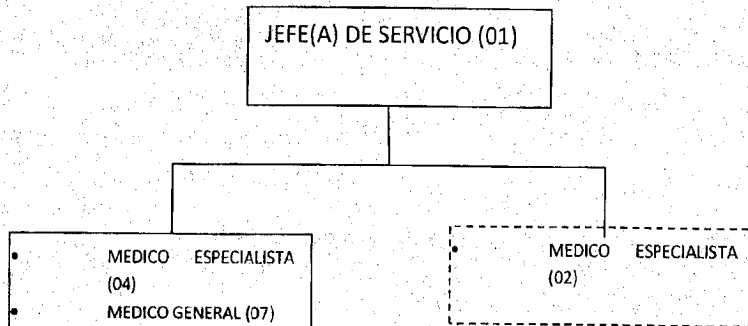 JEFE(A) DE SERVICIO (01)
• MEDICO ESPECIALISTA
(04)
• MEDICO GENERAL (07)
• MEDICO ESPECIALISTA
(02)